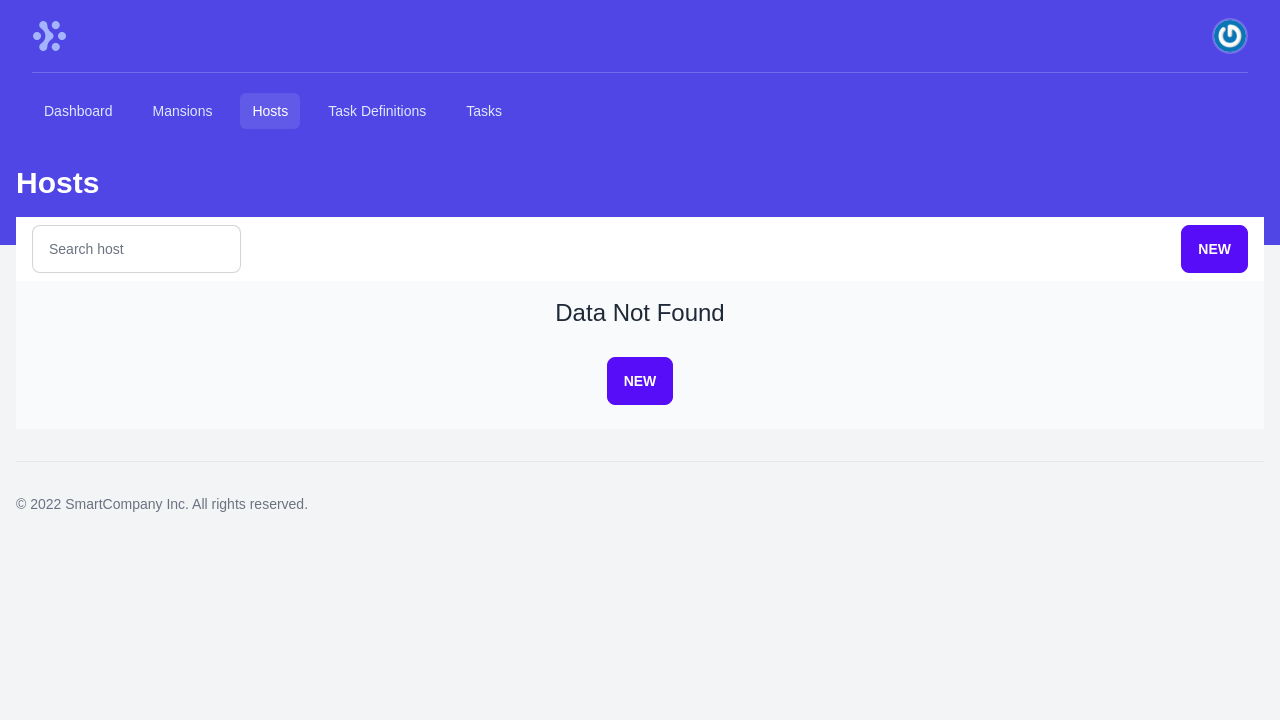 Dashboard
Mansions
Hosts
Task Definitions
Tasks
Hosts
Search host
NEW
Data Not Found
NEW
© 2022 SmartCompany Inc. All rights reserved.